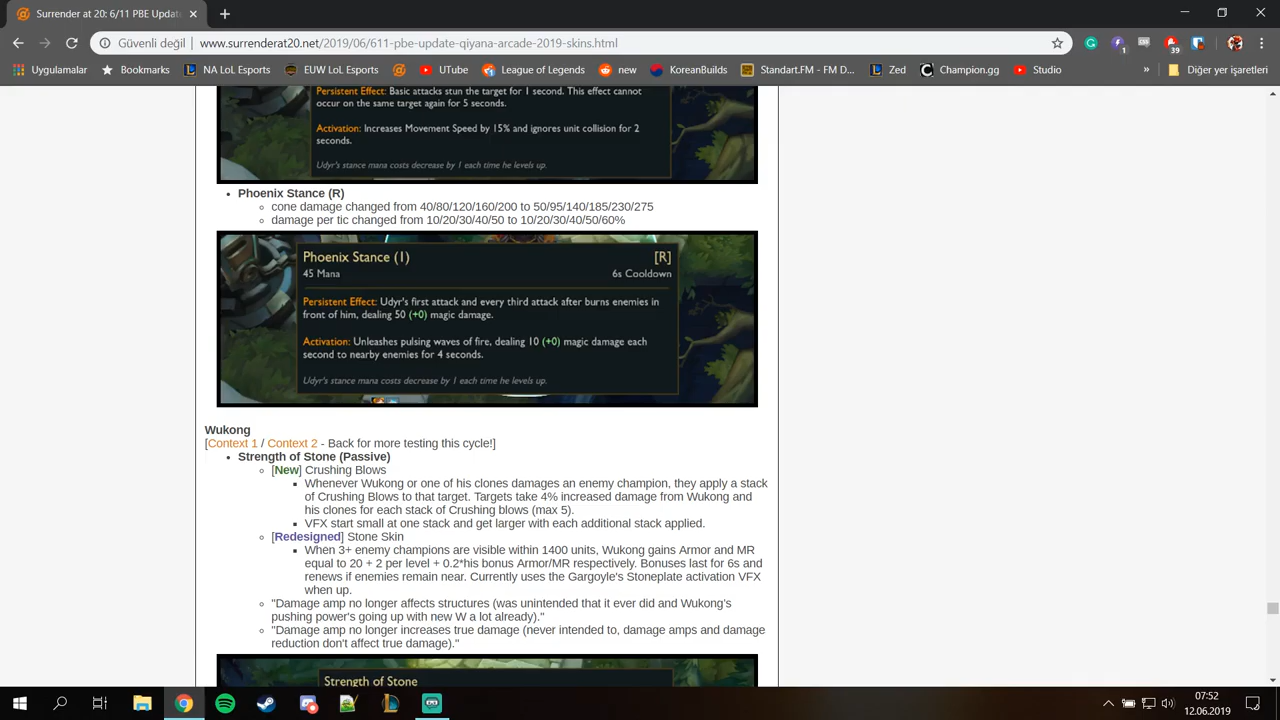 Surrender at 20: 6/11 PBE Updat
Güvenli değil
www.surrenderat20.net/2019/06/611-pbe-update-qiyana-arcade-2019-skins.html
1
39
Uygulamalar
Bookmarks
NA LoL Esports
EUW LoL Esports
UTube
League of Legends
new
KoreanBuilds
Standart.FM - FM D...
Zed
Champion.gg
Studio
»
Diğer yer işaretleri
Persistent Effect: Basic attacks stun the target for 1 second. This effect cannot
occur on the same target again for 5 seconds.
Activation: Increases Movement Speed by 15% and ignores unit collision for 2
seconds.
Udyr's stance mana costs decrease by 1 each time he levels up.
Phoenix Stance (R)
cone damage changed from 40/80/120/160/200 to 50/95/140/185/230/275
damage per tic changed from 10/20/30/40/50 to 10/20/30/40/50/60%
Phoenix Stance (1) [R]
45 Mana 6s Cooldown
Persistent Effect: Udyr's first attack and every third attack after burns enemies in
front of him, dealing 50 (+0) magic damage.
Activation: Unleashes pulsing waves of fire, dealing 10 (+0) magic damage each
second to nearby enemies for 4 seconds.
Udyr's stance mana costs decrease by 1 each time he levels up.
Wukong
[Context 1 / Context 2 - Back for more testing this cycle!]
Strength of Stone (Passive)
[New] Crushing Blows
Whenever Wukong or one of his clones damages an enemy champion, they apply a stack
of Crushing Blows to that target. Targets take 4% increased damage from Wukong and
his clones for each stack of Crushing blows (max 5).
VFX start small at one stack and get larger with each additional stack applied.
[Redesigned] Stone Skin
When 3+ enemy champions are visible within 1400 units, Wukong gains Armor and MR
equal to 20 + 2 per level + 0.2*his bonus Armor/MR respectively. Bonuses last for 6s and
renews if enemies remain near. Currently uses the Gargoyle's Stoneplate activation VFX
when up.
"Damage amp no longer affects structures (was unintended that it ever did and Wukong's
pushing power's going up with new W a lot already)."
"Damage amp no longer increases true damage (never intended to, damage amps and damage
reduction don't affect true damage)."
Strength of Stone
07:52
12.06.2019